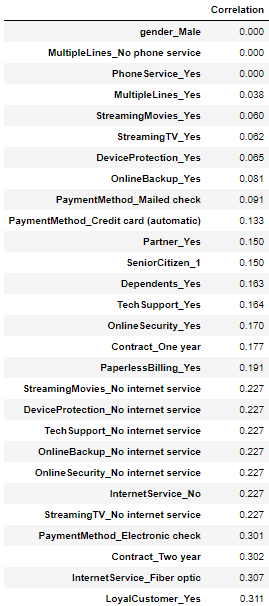 Correlation
gender_Male 0.000
MultipleLines_No phone service 0.000
PhoneService_Yes 0.000
MultipleLines_Yes 0.038
StreamingMovies_Yes 0.060
StreamingTV_Yes 0.062
DeviceProtection_Yes 0.065
OnlineBackup_Yes 0.081
PaymentMethod_Mailed check 0.091
PaymentMethod_Credit card (automatic) 0.133
Partner_Yes 0.150
SeniorCitizen_1 0.150
Dependents_Yes 0.163
TechSupport_Yes 0.164
OnlineSecurity_Yes 0.170
Contract_One year 0.177
PaperlessBilling_Yes 0.191
StreamingMovies_No internet service 0.227
DeviceProtection_No internet service 0.227
TechSupport_No internet service 0.227
OnlineBackup_No internet service 0.227
OnlineSecurity_No internet service 0.227
InternetService_No 0.227
StreamingTV_No internet service 0.227
PaymentMethod_Electronic check 0.301
Contract_Two year 0.302
InternetService_Fiber optic 0.307
LoyalCustomer_Yes 0.311